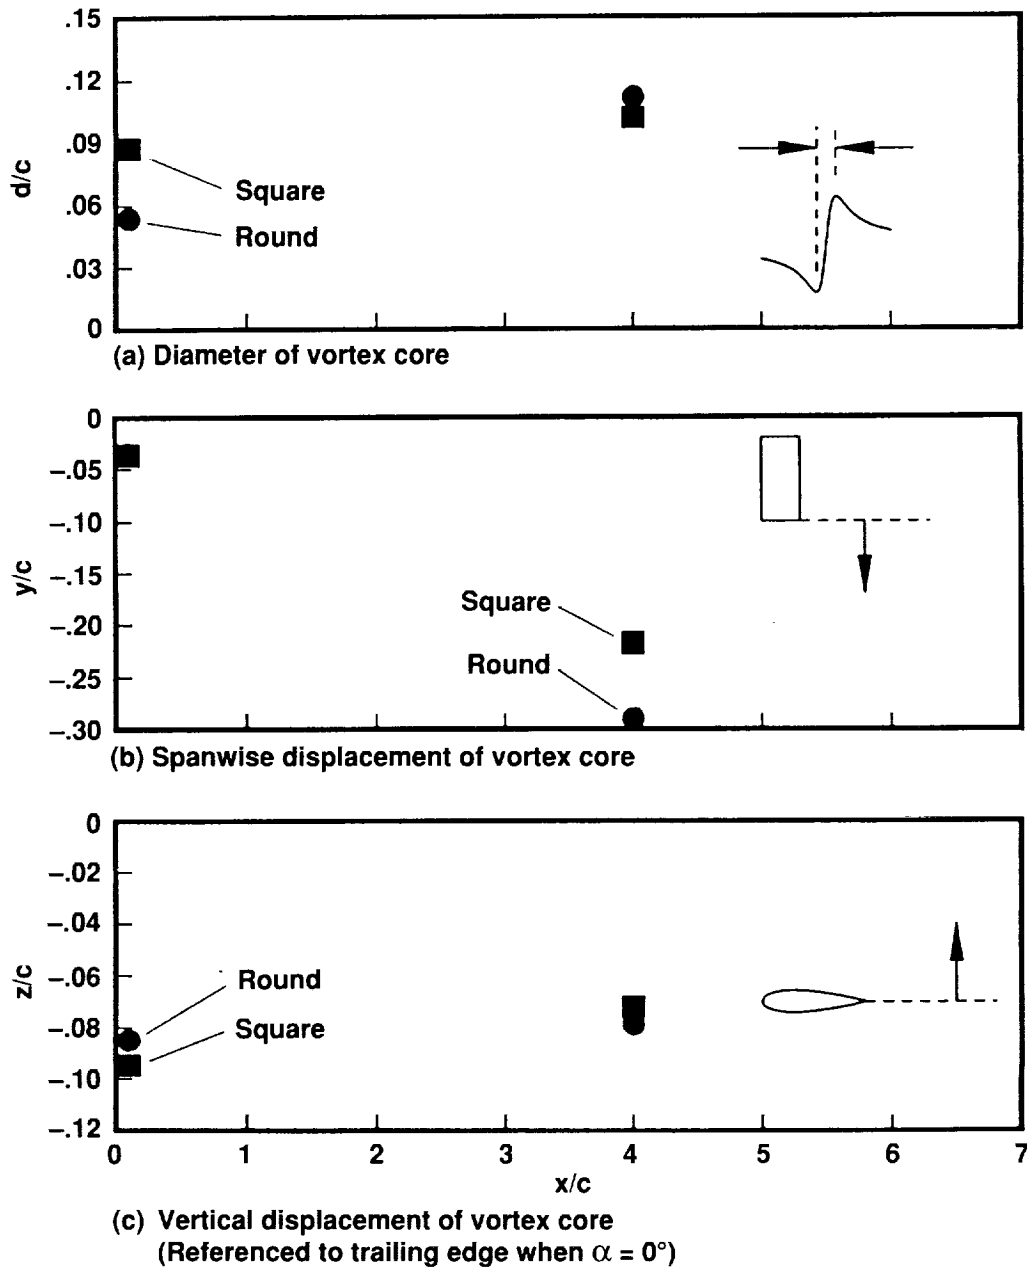 .15
.12
.09
.06
.03
0
d/c
Square
Round
(a) Diameter of vortex core
0
–.05
–.10
–.15
–.20
–.25
–.30
y/c
Square
Round
(b) Spanwise displacement of vortex core
0
–.02
–.04
–.06
–.08
–.10
–.12
z/c
Round
Square
0 1 2 3 4 5 6 7
x/c
(c) Vertical displacement of vortex core
(Referenced to trailing edge when α = 0°)